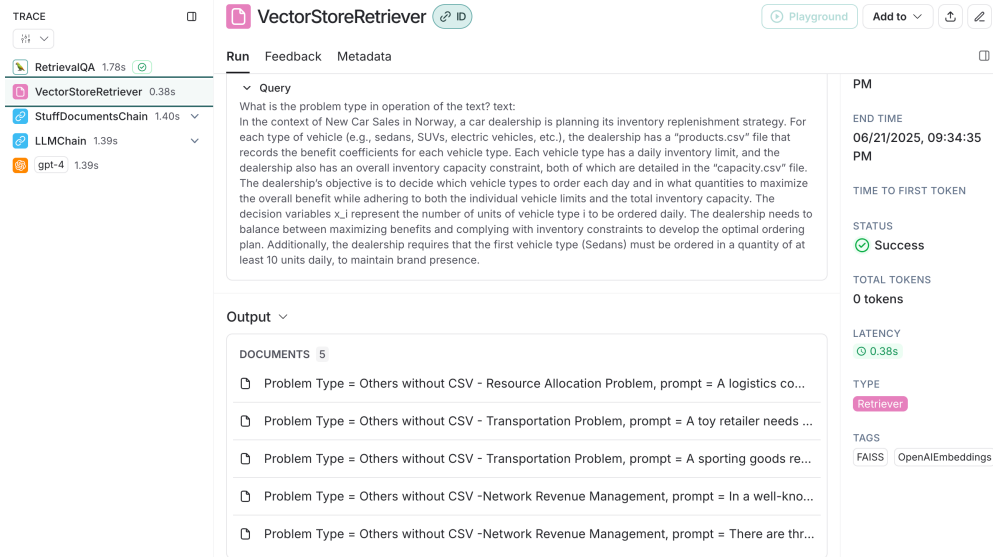 TRACE
RetrievalQA 1.78s
VectorStoreRetriever 0.38s
StuffDocumentsChain 1.40s
LLMChain 1.39s
gpt-4 1.39s
VectorStoreRetriever ID
Playground
Add to
Run Feedback Metadata
Query
What is the problem type in operation of the text? text:
In the context of New Car Sales in Norway, a car dealership is planning its inventory replenishment strategy. For
each type of vehicle (e.g., sedans, SUVs, electric vehicles, etc.), the dealership has a “products.csv” file that
records the benefit coefficients for each vehicle type. Each vehicle type has a daily inventory limit, and the
dealership also has an overall inventory capacity constraint, both of which are detailed in the “capacity.csv” file.
The dealership’s objective is to decide which vehicle types to order each day and in what quantities to maximize
the overall benefit while adhering to both the individual vehicle limits and the total inventory capacity. The
decision variables x_i represent the number of units of vehicle type i to be ordered daily. The dealership needs to
balance between maximizing benefits and complying with inventory constraints to develop the optimal ordering
plan. Additionally, the dealership requires that the first vehicle type (Sedans) must be ordered in a quantity of at
least 10 units daily, to maintain brand presence.
Output
DOCUMENTS 5
Problem Type = Others without CSV - Resource Allocation Problem, prompt = A logistics co...
Problem Type = Others without CSV - Transportation Problem, prompt = A toy retailer needs ...
Problem Type = Others without CSV - Transportation Problem, prompt = A sporting goods re...
Problem Type = Others without CSV -Network Revenue Management, prompt = In a well-kno...
Problem Type = Others without CSV -Network Revenue Management, prompt = There are thr...
PM
END TIME
06/21/2025, 09:34:35
PM
TIME TO FIRST TOKEN
STATUS
Success
TOTAL TOKENS
0 tokens
LATENCY
0.38s
TYPE
Retriever
TAGS
FAISS OpenAIEmbeddings